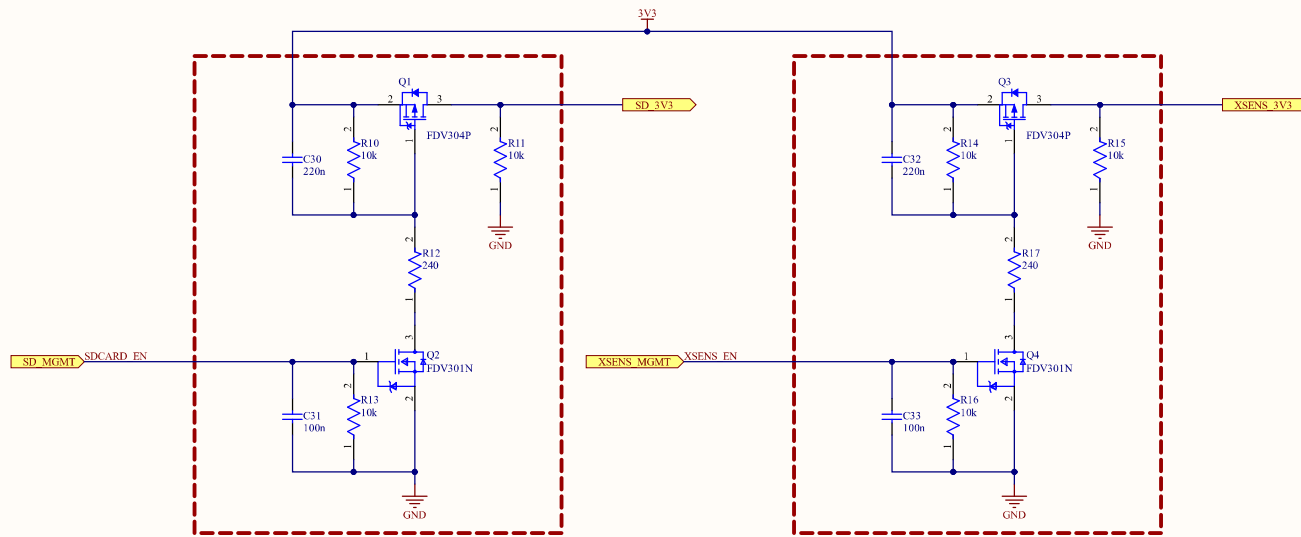 3V3
Q1
2
3
FDV304P
1
SD_3V3
C30
220n
2
R10
10k
1
2
R11
10k
1
GND
2
R12
240
1
SD_MGMT
SDCARD_EN
3
1
Q2
FDV301N
2
C31
100n
2
R13
10k
1
GND
Q3
2
3
FDV304P
1
XSENS_3V3
C32
220n
2
R14
10k
1
2
R15
10k
1
GND
2
R17
240
1
XSENS_MGMT
XSENS_EN
3
1
Q4
FDV301N
2
C33
100n
2
R16
10k
1
GND